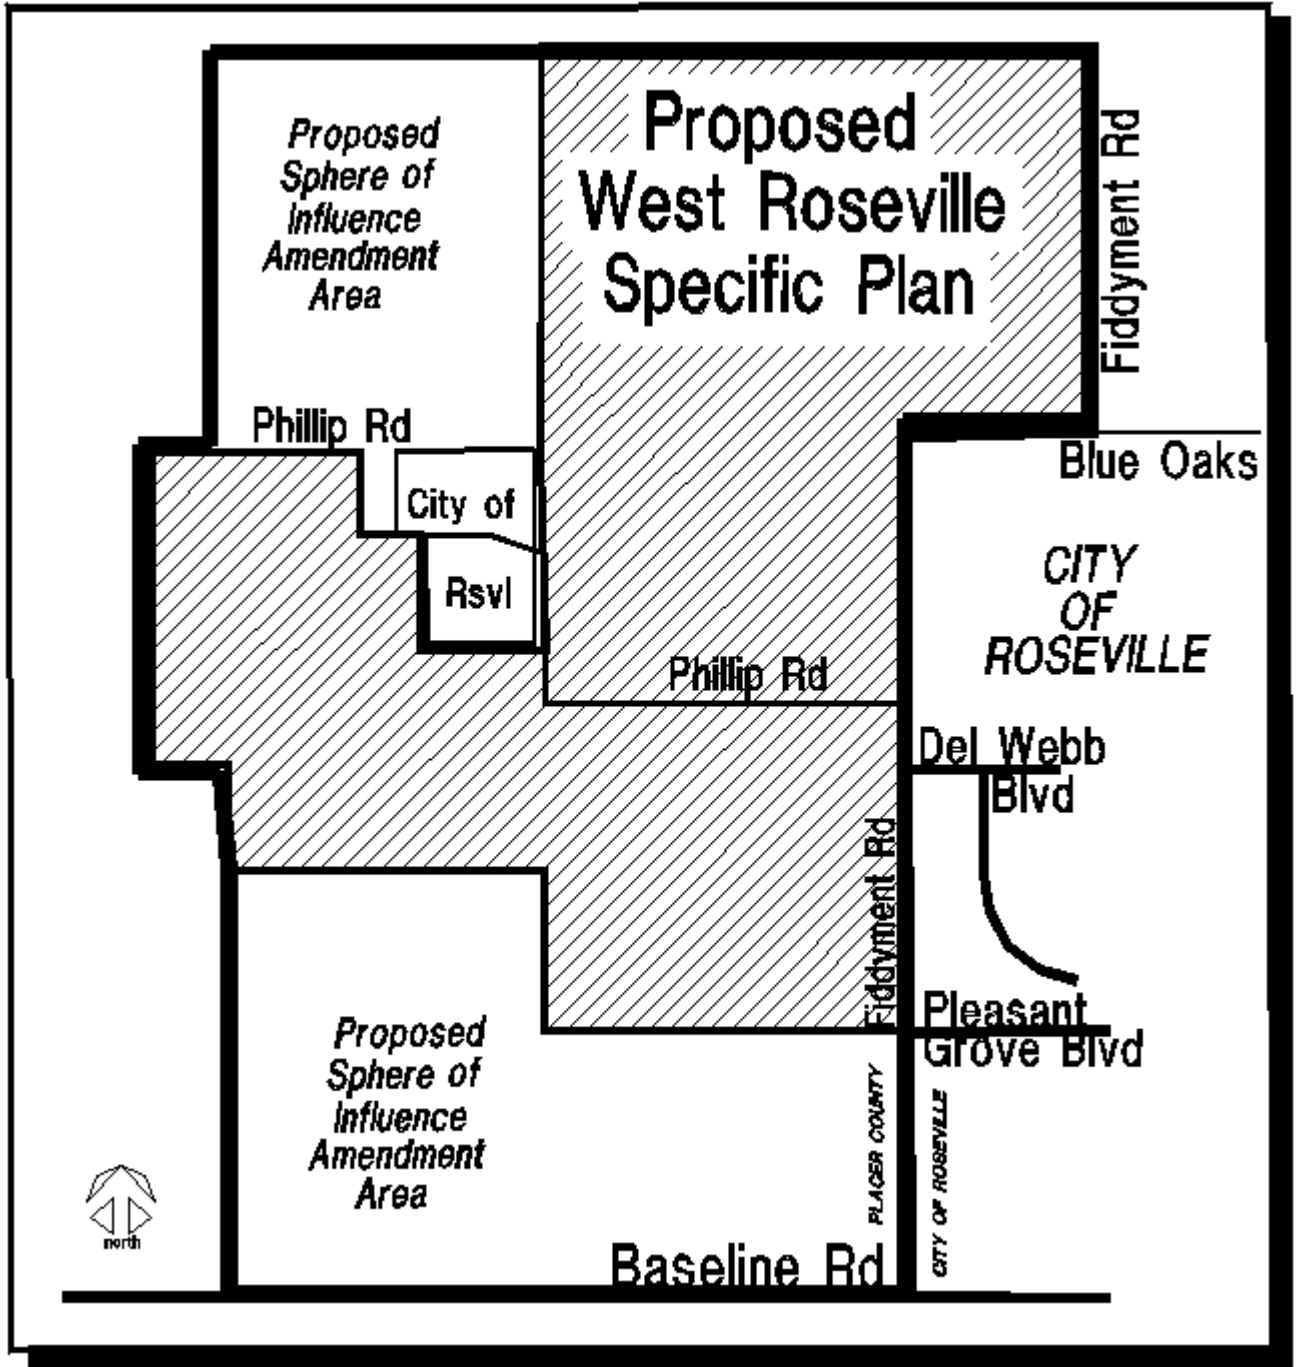 Proposed
West Roseville
Specific Plan
Proposed
Sphere of
Influence
Amendment
Area
Fiddyment Rd
Phillip Rd
Blue Oaks
City of
Rsvl
CITY
OF
ROSEVILLE
Phillip Rd
Del Webb
Blvd
Fiddyment Rd
Pleasant
Grove Blvd
Proposed
Sphere of
Influence
Amendment
Area
PLACER COUNTY
CITY OF ROSEVILLE
north
Baseline Rd